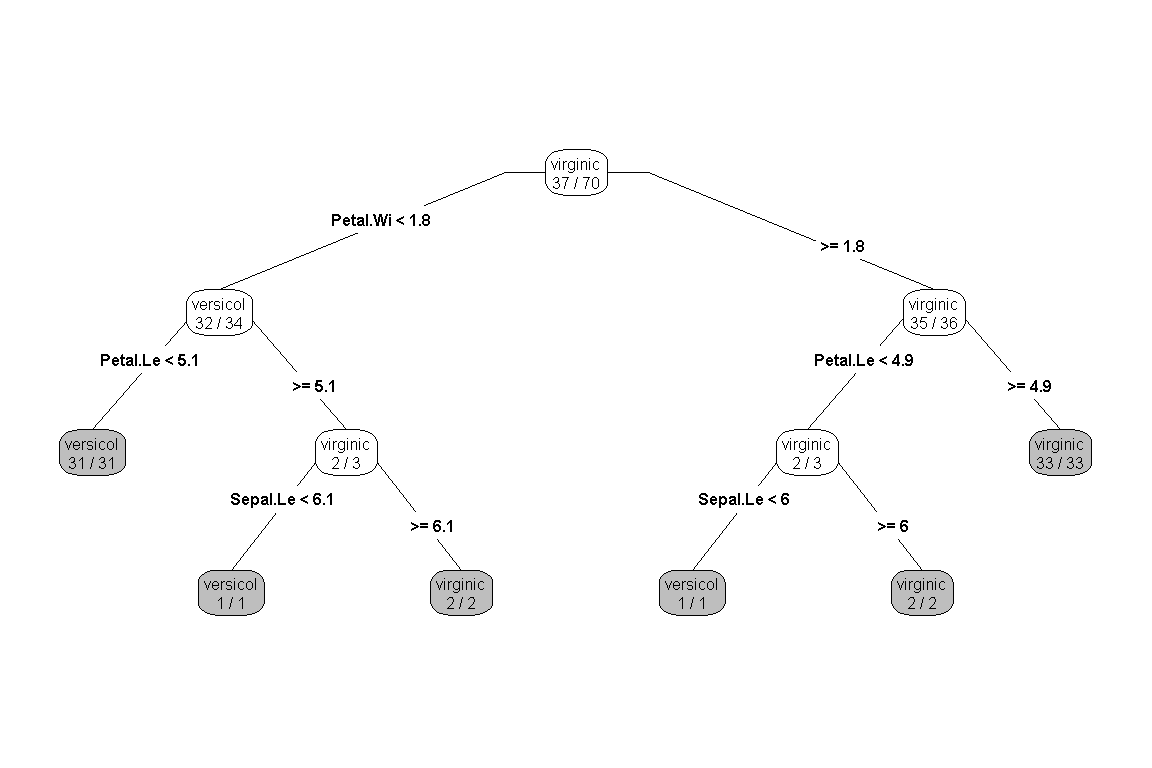 virginic
37 / 70
Petal.Wi < 1.8
>= 1.8
versicol
32 / 34
virginic
35 / 36
Petal.Le < 5.1
>= 5.1
Petal.Le < 4.9
>= 4.9
versicol
31 / 31
virginic
2 / 3
virginic
2 / 3
virginic
33 / 33
Sepal.Le < 6.1
>= 6.1
Sepal.Le < 6
>= 6
versicol
1 / 1
virginic
2 / 2
versicol
1 / 1
virginic
2 / 2